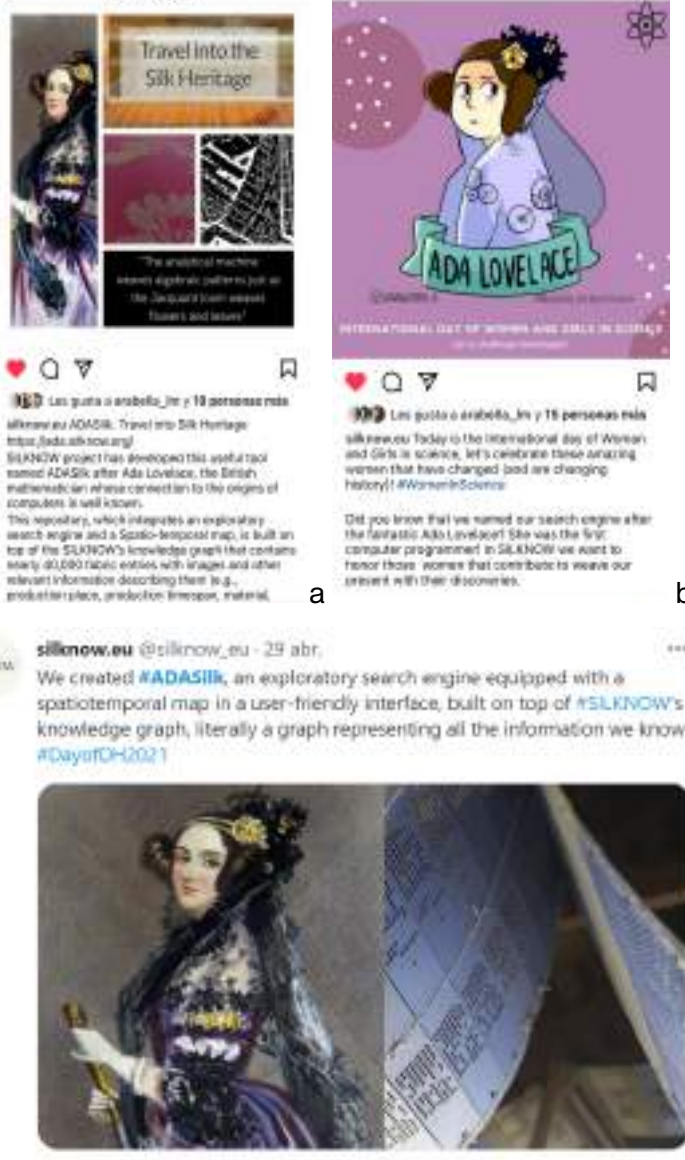 Travel into the
Silk Heritage
"The analytical machine
weaves algebraic patterns just as
the Jacquard loom weaves
flowers and leaves"
Les gusta a arabella_lm y 10 personas más
silknow.eu ADASilk. Travel into Silk Heritage
https://ada.silknow.org/
SILKNOW project has developed this useful tool
named ADASilk after Ada Lovelace, the British
mathematician whose connection to the origins of
computers is well known.
This repository, which integrates an exploratory
search engine and a Spatio-temporal map, is built on
top of the SILKNOW's knowledge graph that contains
nearly 40,000 fabric entries with images and other
relevant information describing them (e.g.,
production place, production timespan, material,
a
ADA LOVELACE
INTERNATIONAL DAY OF WOMEN AND GIRLS IN SCIENCE
Les gusta a arabella_lm y 15 personas más
silknow.eu Today is the International day of Woman
and Girls in science, let's celebrate these amazing
women that have changed (and are changing
history)! #WomenInScience
Did you know that we named our search engine after
the fantastic Ada Lovelace? She was the first
computer programmer! In SILKNOW we want to
honor those women that contribute to weave our
present with their discoveries.
b
silknow.eu @silknow_eu · 29 abr.
We created #ADASilk, an exploratory search engine equipped with a
spatiotemporal map in a user-friendly interface, built on top of #SILKNOW's
knowledge graph, literally a graph representing all the information we know
#DayofDH2021